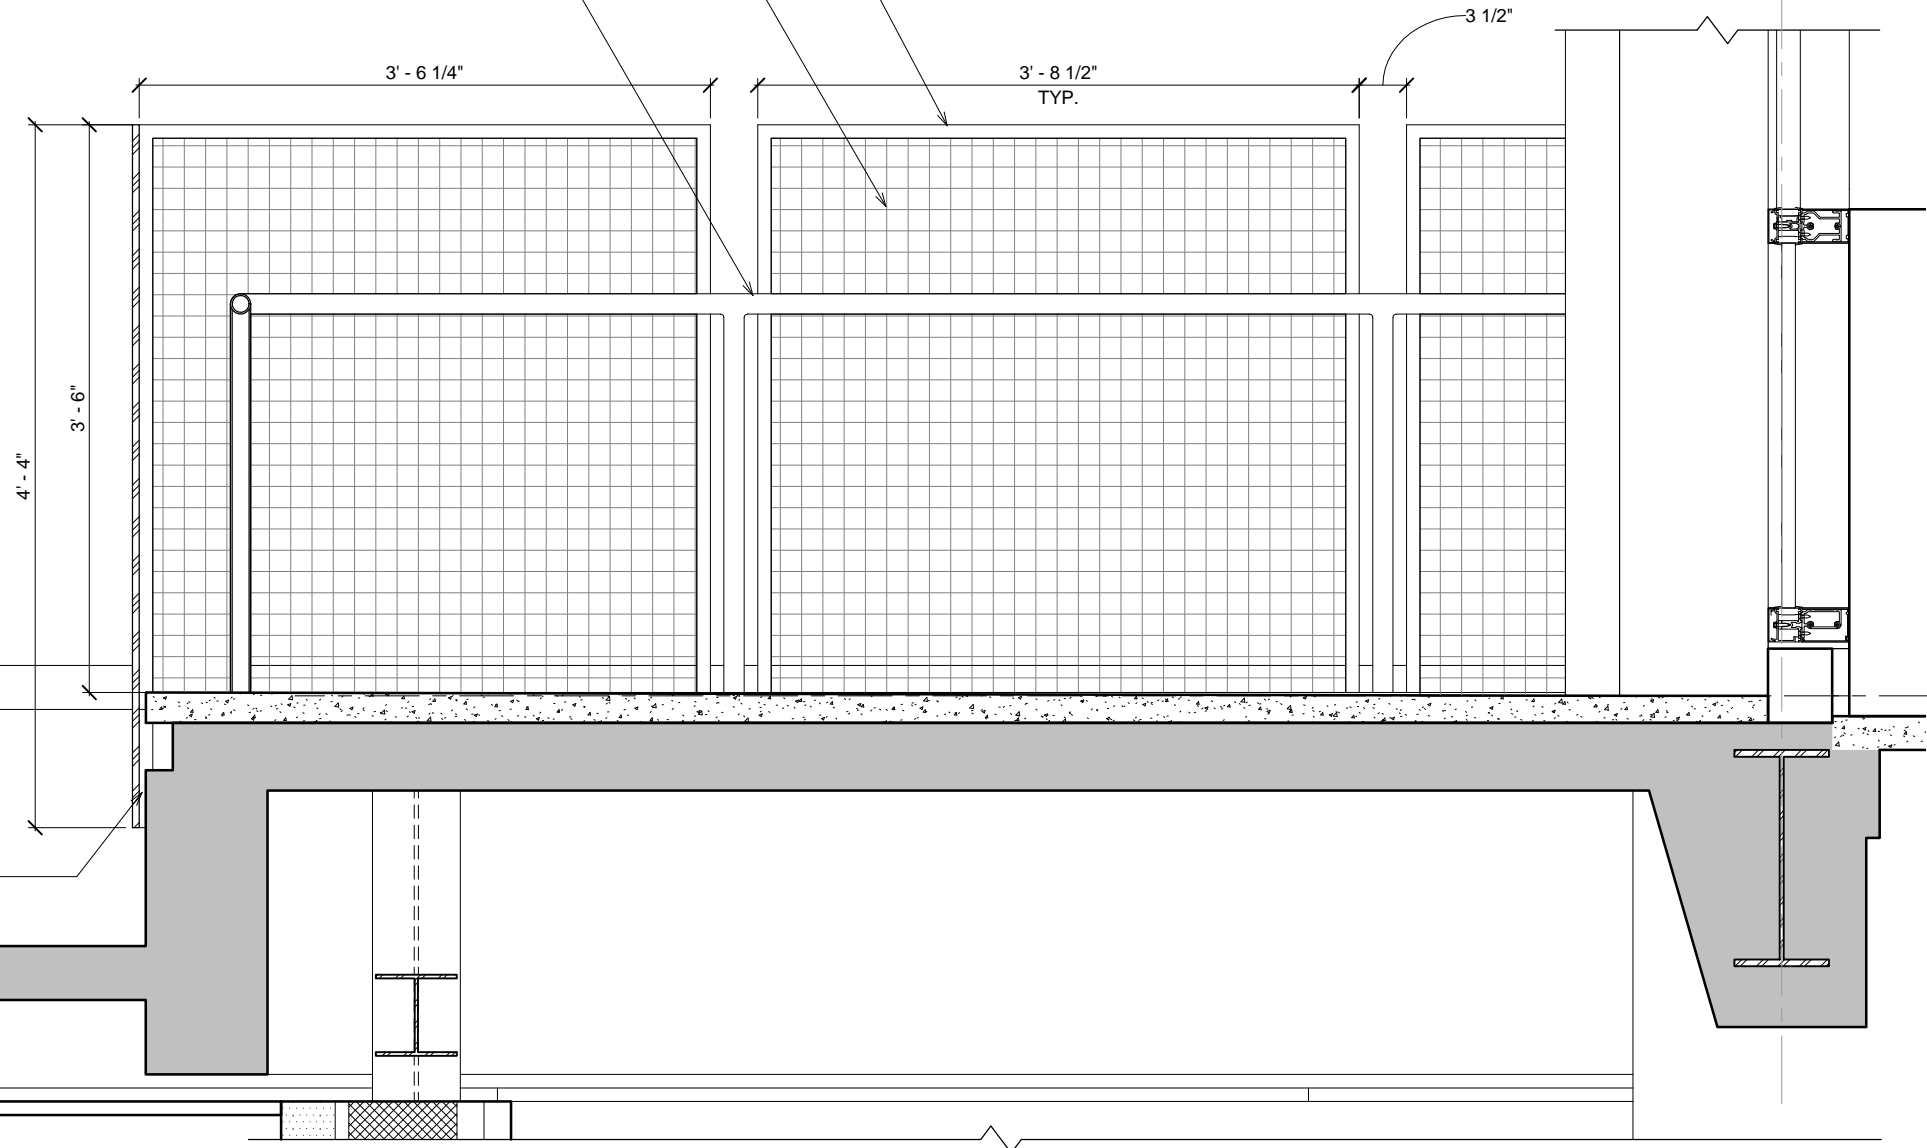 3 1/2"
3' - 6 1/4"
3' - 8 1/2"
TYP.
3' - 6"
4' - 4"